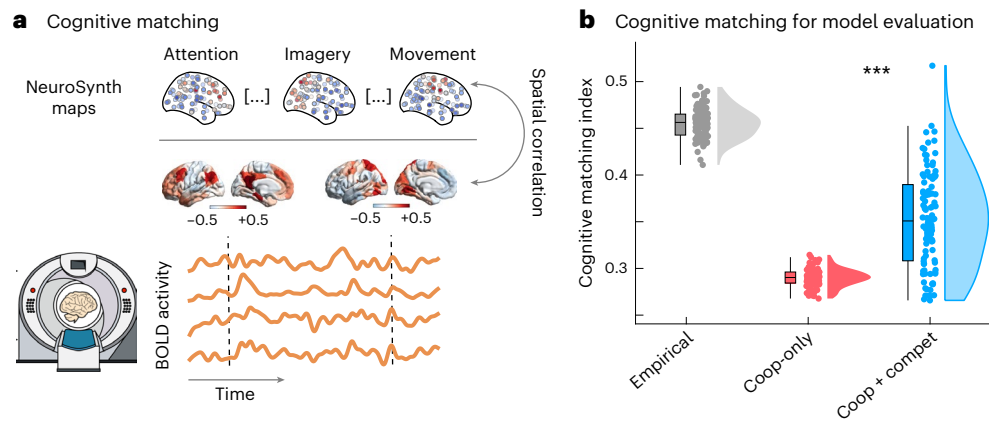 a Cognitive matching
Attention Imagery Movement
NeuroSynth
maps
[...] [...]
Spatial correlation
−0.5 +0.5 −0.5 +0.5
BOLD activity
Time
b Cognitive matching for model evaluation
Cognitive matching index
0.5
0.4
0.3
***
Empirical
Coop-only
Coop + compet